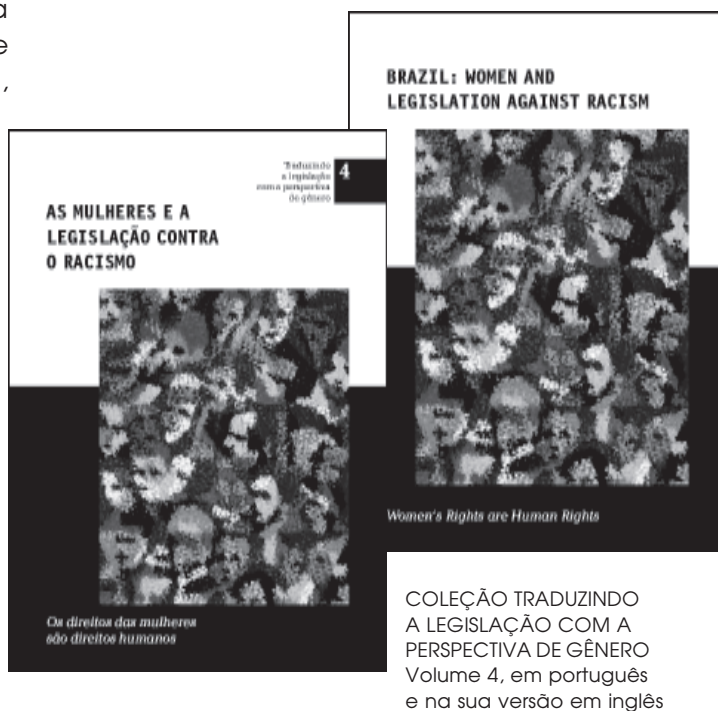 a
e
,
BRAZIL: WOMEN AND
LEGISLATION AGAINST RACISM
Women's Rights are Human Rights
Traduzindo
a legislação
com a perspectiva
de gênero
4
AS MULHERES E A
LEGISLAÇÃO CONTRA
O RACISMO
Os direitos das mulheres
são direitos humanos
COLEÇÃO TRADUZINDO
A LEGISLAÇÃO COM A
PERSPECTIVA DE GÊNERO
Volume 4, em português
e na sua versão em inglês